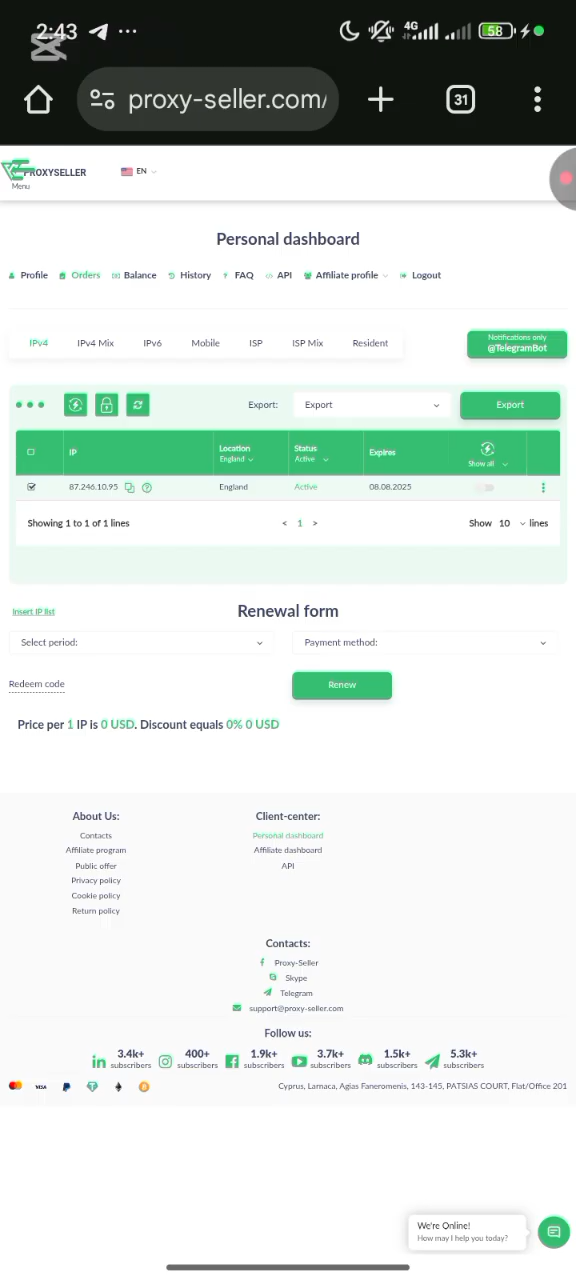 2:43
4G
58
proxy-seller.com/
31
PROXYSELLER
EN
Menu
Personal dashboard
Profile Orders Balance History FAQ API Affiliate profile Logout
IPv4 IPv4 Mix IPv6 Mobile ISP ISP Mix Resident
Notifications only
@TelegramBot
Export: Export Export
IP Location England Status Active Expires Show all
87.246.10.95 England Active 08.08.2025
Showing 1 to 1 of 1 lines < 1 > Show 10 lines
Insert IP list
Renewal form
Select period: Payment method:
Redeem code Renew
Price per 1 IP is 0 USD. Discount equals 0% 0 USD
About Us:
Contacts
Affiliate program
Public offer
Privacy policy
Cookie policy
Return policy
Client-center:
Personal dashboard
Affiliate dashboard
API
Contacts:
Proxy-Seller
Skype
Telegram
support@proxy-seller.com
Follow us:
3.4k+ subscribers
400+ subscribers
1.9k+ subscribers
3.7k+ subscribers
1.5k+ subscribers
5.3k+ subscribers
VISA
Cyprus, Larnaca, Agias Faneromenis, 143-145, PATSIAS COURT, Flat/Office 201
We're Online!
How may I help you today?